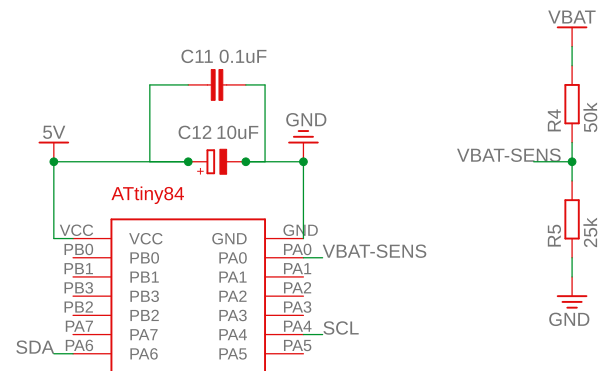 VBAT
C11 0.1uF
R4
50k
5V
C12 10uF
GND
+
VBAT-SENS
ATtiny84
VCC VCC GND GND
PB0 PB0 PA0 PA0 VBAT-SENS
PB1 PB1 PA1 PA1
PB3 PB3 PA2 PA2
PB2 PB2 PA3 PA3
PA7 PA7 PA4 PA4 SCL
SDA PA6 PA6 PA5 PA5
R5
25k
GND